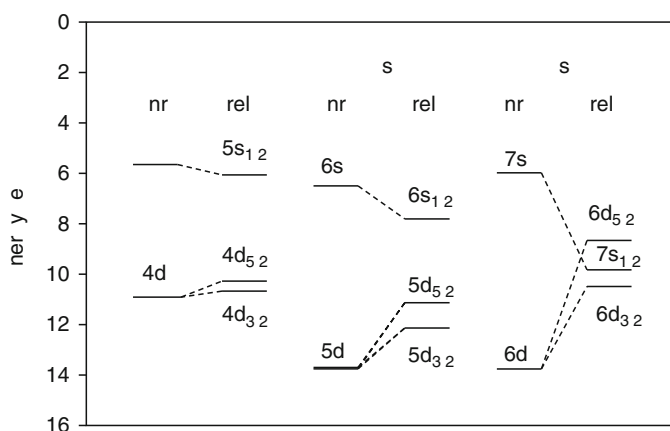 0
2 s s
nr rel nr rel nr rel
4
5s1 2
6 6s 7s
6s1 2 6d5 2
8
4d5 2 7s1 2
10 4d 5d5 2
4d3 2 6d3 2
12
5d 5d3 2 6d
14
16
ner y e